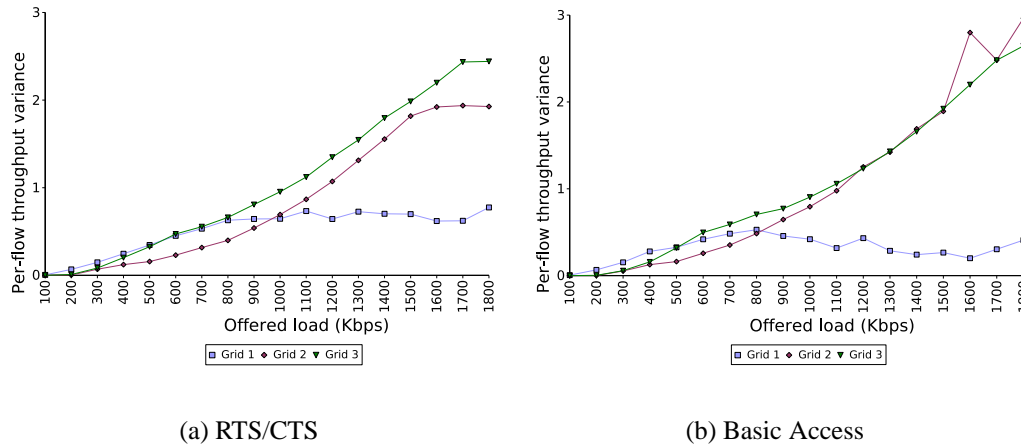 Per-flow throughput variance
3
2
1
0
100 200 300 400 500 600 700 800 900 1000 1100 1200 1300 1400 1500 1600 1700 1800
Offered load (Kbps)
Grid 1 Grid 2 Grid 3
(a) RTS/CTS
Per-flow throughput variance
3
2
1
0
100 200 300 400 500 600 700 800 900 1000 1100 1200 1300 1400 1500 1600 1700
Offered load (Kbps)
Grid 1 Grid 2 Grid 3
(b) Basic Access